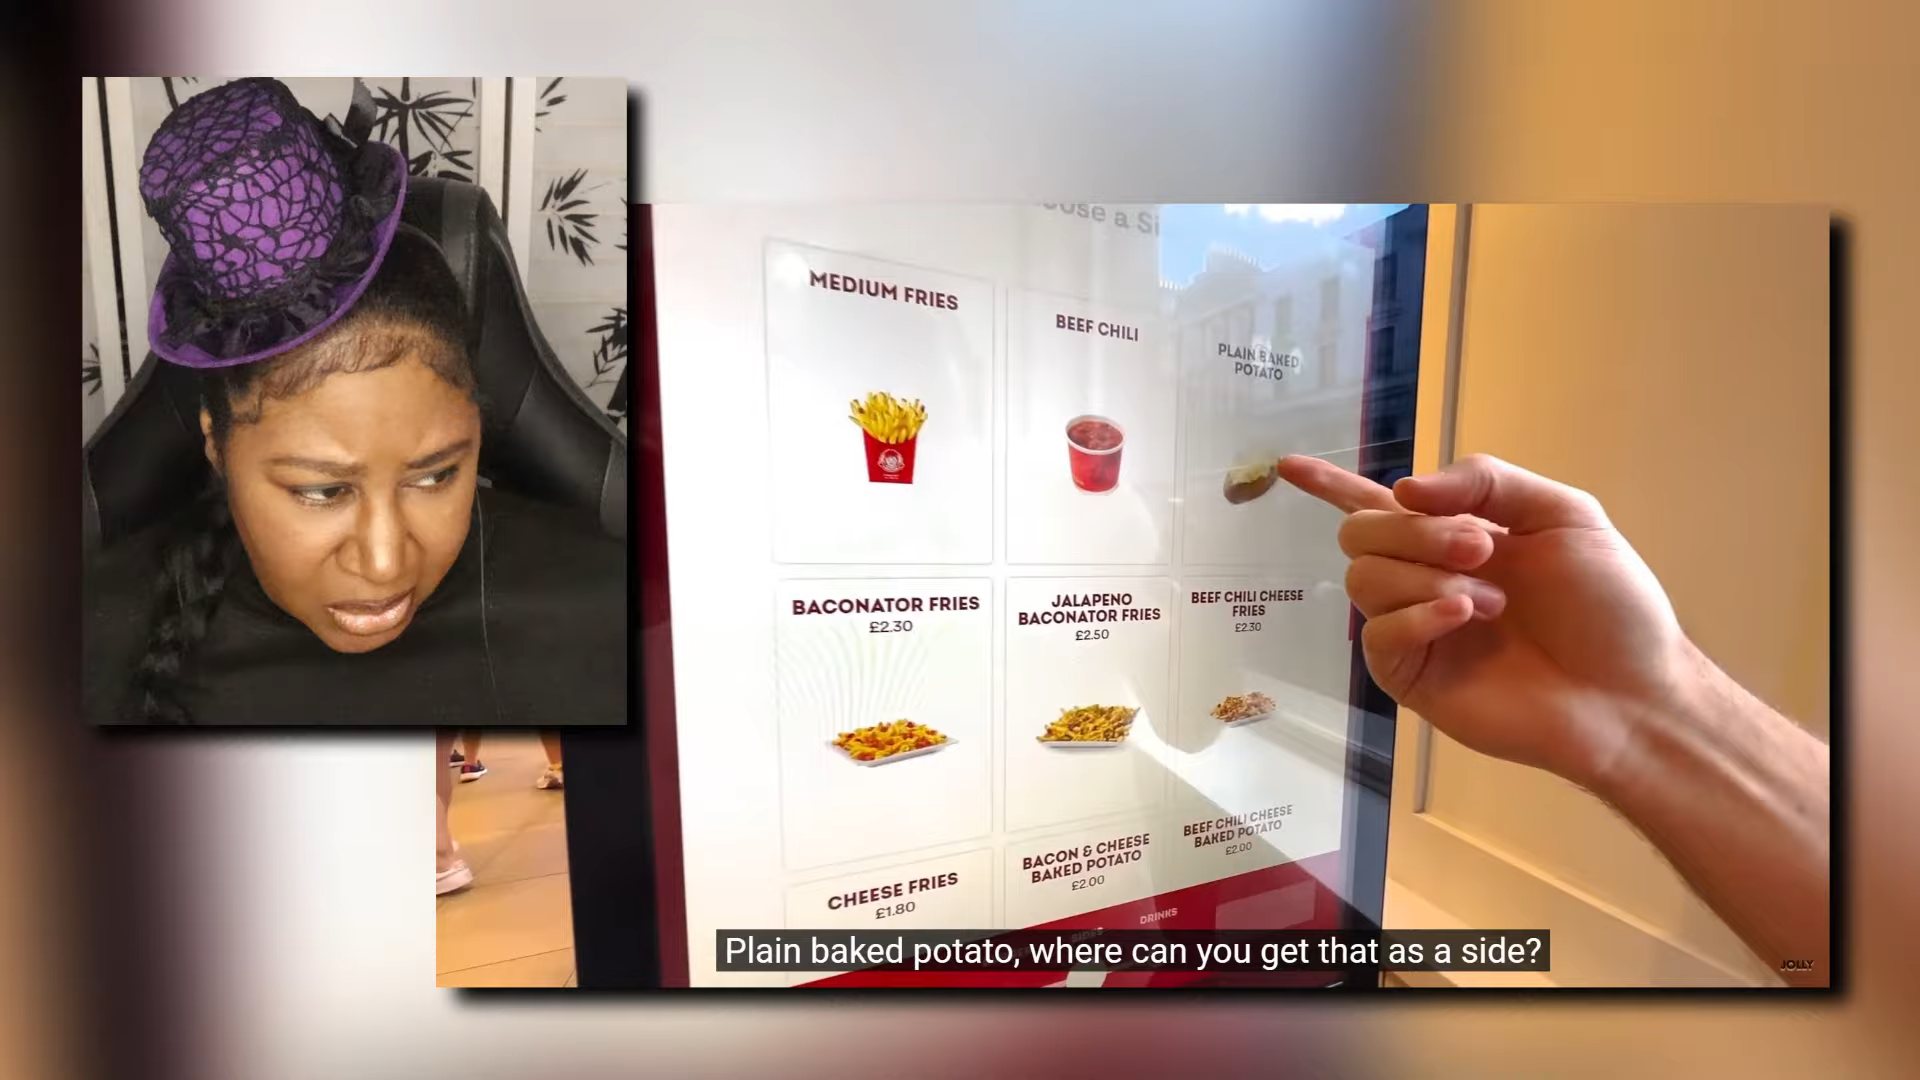 MEDIUM FRIES
BEEF CHILI
PLAIN BAKED
POTATO
BACONATOR FRIES
£2.30
JALAPENO
BACONATOR FRIES
£2.50
BEEF CHILI CHEESE
FRIES
£2.30
CHEESE FRIES
£1.80
BACON & CHEESE
BAKED POTATO
£2.00
BEEF CHILI CHEESE
BAKED POTATO
£2.00
SIDES
DRINKS
Plain baked potato, where can you get that as a side?
JOLLY